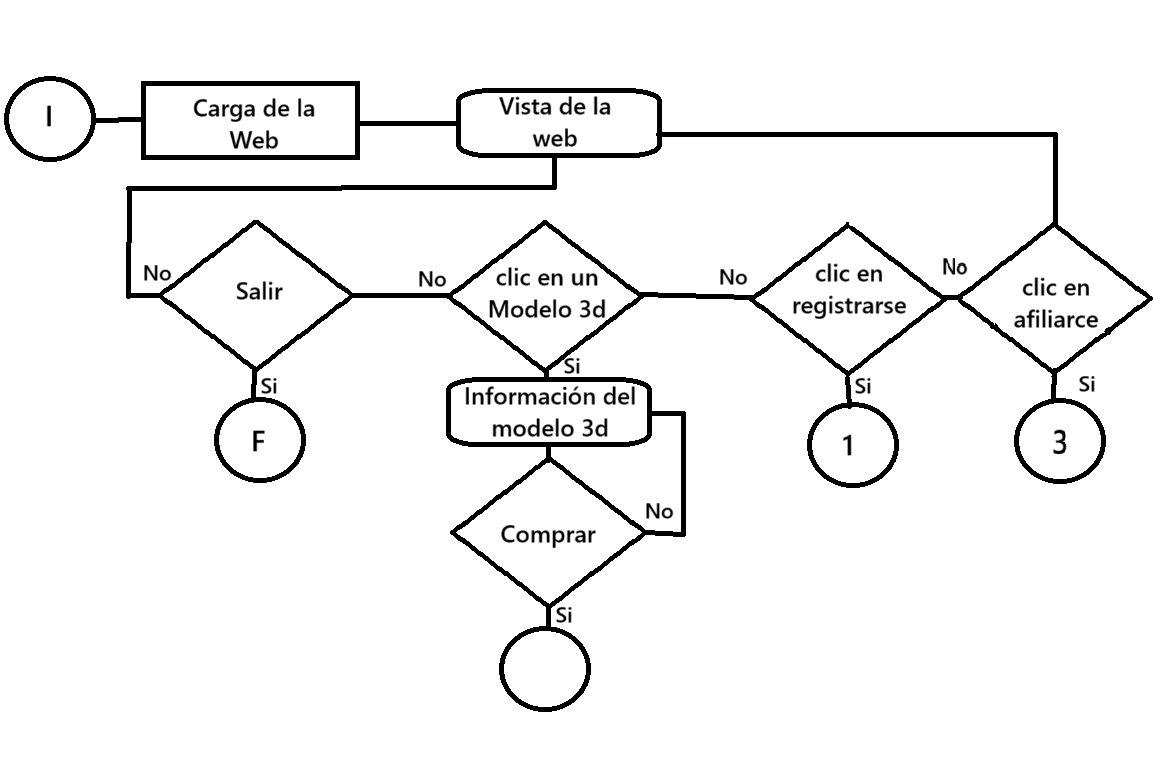 I
Carga de la
Web
Vista de la
web
No
Salir
Si
F
No
clic en un
Modelo 3d
Si
Información del
modelo 3d
Comprar
No
Si
No
clic en
registrarse
Si
1
No
clic en
afiliarce
Si
3